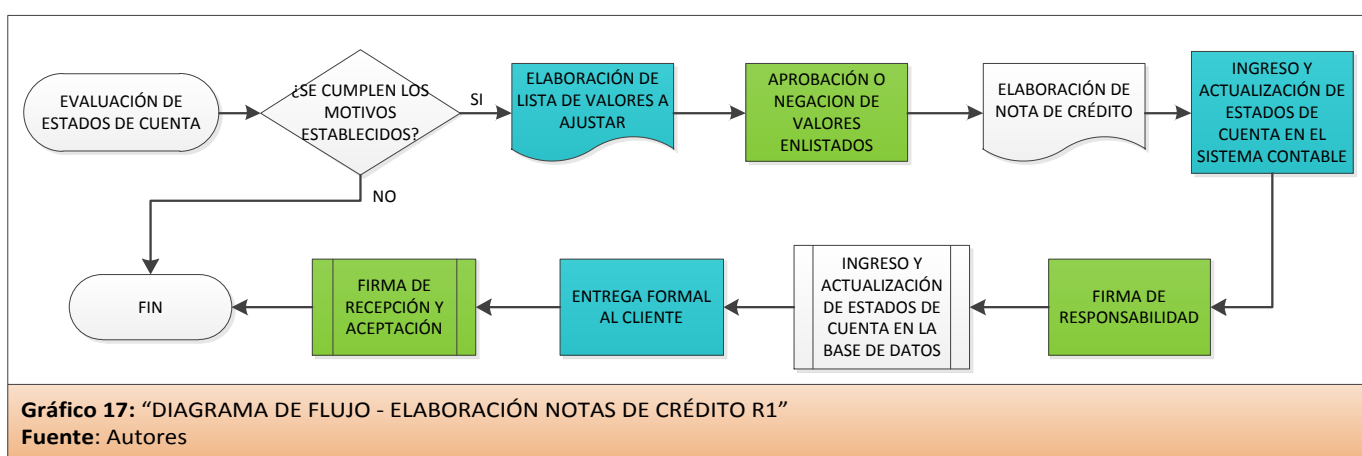 EVALUACIÓN DE
ESTADOS DE CUENTA
¿SE CUMPLEN LOS
MOTIVOS
ESTABLECIDOS?
SI
NO
ELABORACIÓN DE
LISTA DE VALORES A
AJUSTAR
APROBACIÓN O
NEGACION DE
VALORES
ENLISTADOS
ELABORACIÓN DE
NOTA DE CRÉDITO
INGRESO Y
ACTUALIZACIÓN DE
ESTADOS DE
CUENTA EN EL
SISTEMA CONTABLE
FIRMA DE
RESPONSABILIDAD
INGRESO Y
ACTUALIZACIÓN
DE ESTADOS DE
CUENTA EN LA
BASE DE DATOS
ENTREGA FORMAL
AL CLIENTE
FIRMA DE
RECEPCIÓN Y
ACEPTACIÓN
FIN
Gráfico 17: “DIAGRAMA DE FLUJO - ELABORACIÓN NOTAS DE CRÉDITO R1”
Fuente: Autores